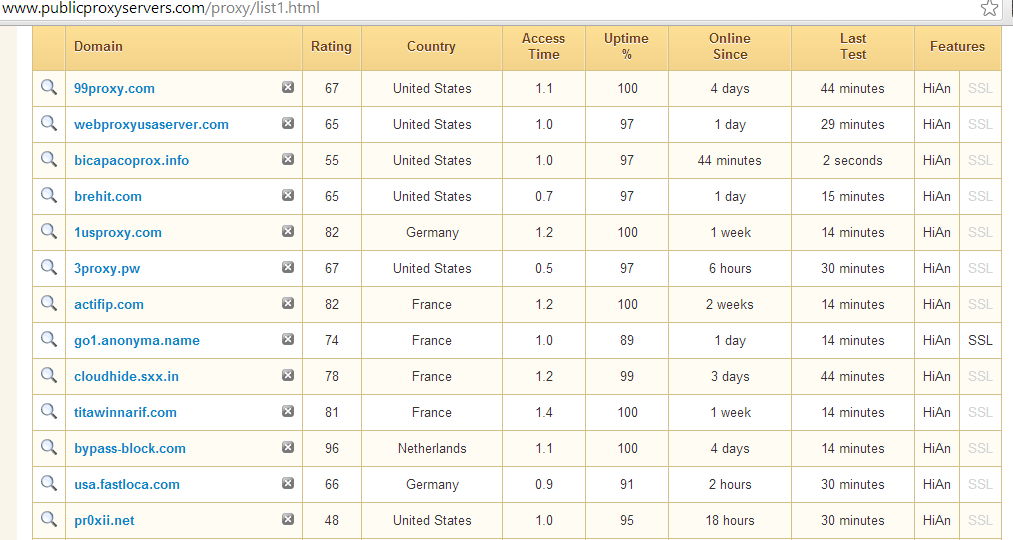 www.publicproxyservers.com/proxy/list1.html
Domain Rating Country Access Time Uptime % Online Since Last Test Features
99proxy.com 67 United States 1.1 100 4 days 44 minutes HiAn SSL
webproxyusaserver.com 65 United States 1.0 97 1 day 29 minutes HiAn SSL
bicapacoprox.info 55 United States 1.0 97 44 minutes 2 seconds HiAn SSL
brehit.com 65 United States 0.7 97 1 day 15 minutes HiAn SSL
1usproxy.com 82 Germany 1.2 100 1 week 14 minutes HiAn SSL
3proxy.pw 67 United States 0.5 97 6 hours 30 minutes HiAn SSL
actifip.com 82 France 1.2 100 2 weeks 14 minutes HiAn SSL
go1.anonyma.name 74 France 1.0 89 1 day 14 minutes HiAn SSL
cloudhide.sxx.in 78 France 1.2 99 3 days 44 minutes HiAn SSL
titawinnarif.com 81 France 1.4 100 1 week 14 minutes HiAn SSL
bypass-block.com 96 Netherlands 1.1 100 4 days 14 minutes HiAn SSL
usa.fastloca.com 66 Germany 0.9 91 2 hours 30 minutes HiAn SSL
pr0xii.net 48 United States 1.0 95 18 hours 30 minutes HiAn SSL